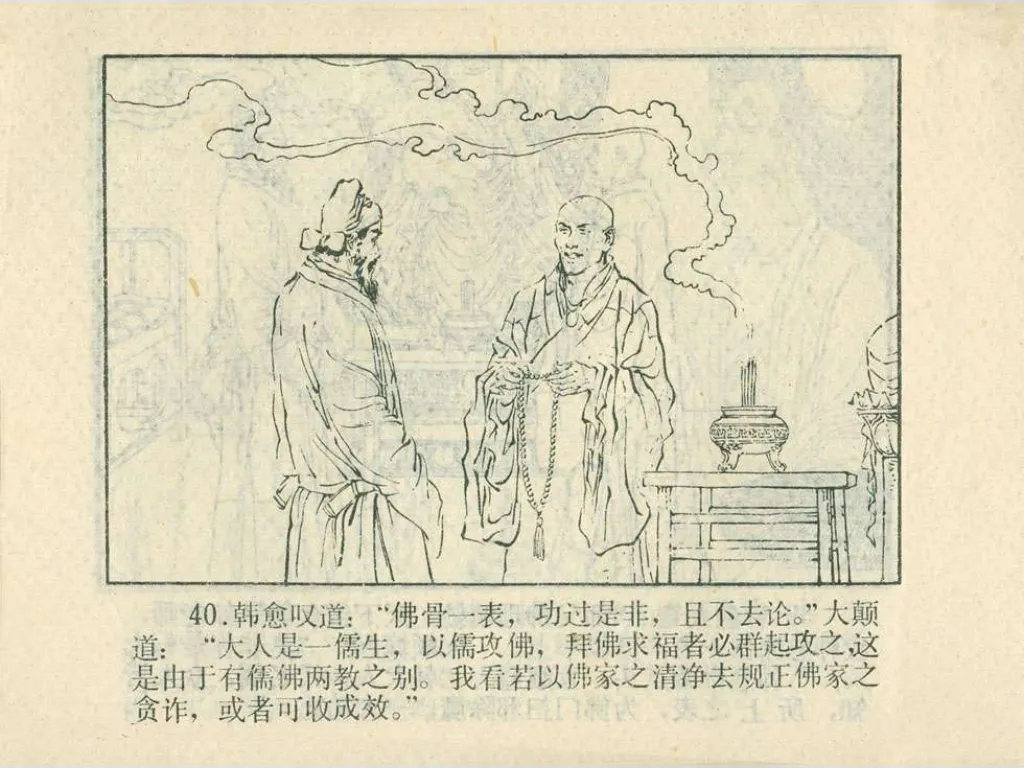 40.韩愈叹道：“佛骨一表，功过是非，且不去论。”大颠
道：“大人是一儒生，以儒攻佛，拜佛求福者必群起攻之，这
是由于有儒佛两教之别。我看若以佛家之清净去规正佛家之
贪诈，或者可收成效。”